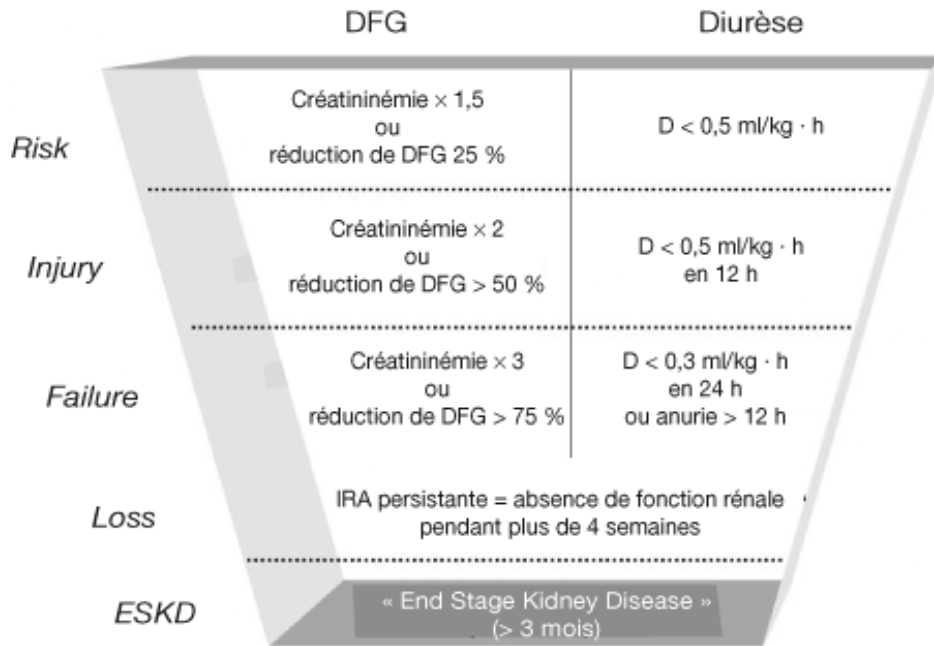 DFG
Diurèse
Risk
Créatininémie × 1,5
ou
réduction de DFG 25 %
D < 0,5 ml/kg · h
Injury
Créatininémie × 2
ou
réduction de DFG > 50 %
D < 0,5 ml/kg · h
en 12 h
Failure
Créatininémie × 3
ou
réduction de DFG > 75 %
D < 0,3 ml/kg · h
en 24 h
ou anurie > 12 h
Loss
IRA persistante = absence de fonction rénale
pendant plus de 4 semaines
ESKD
« End Stage Kidney Disease »
(> 3 mois)